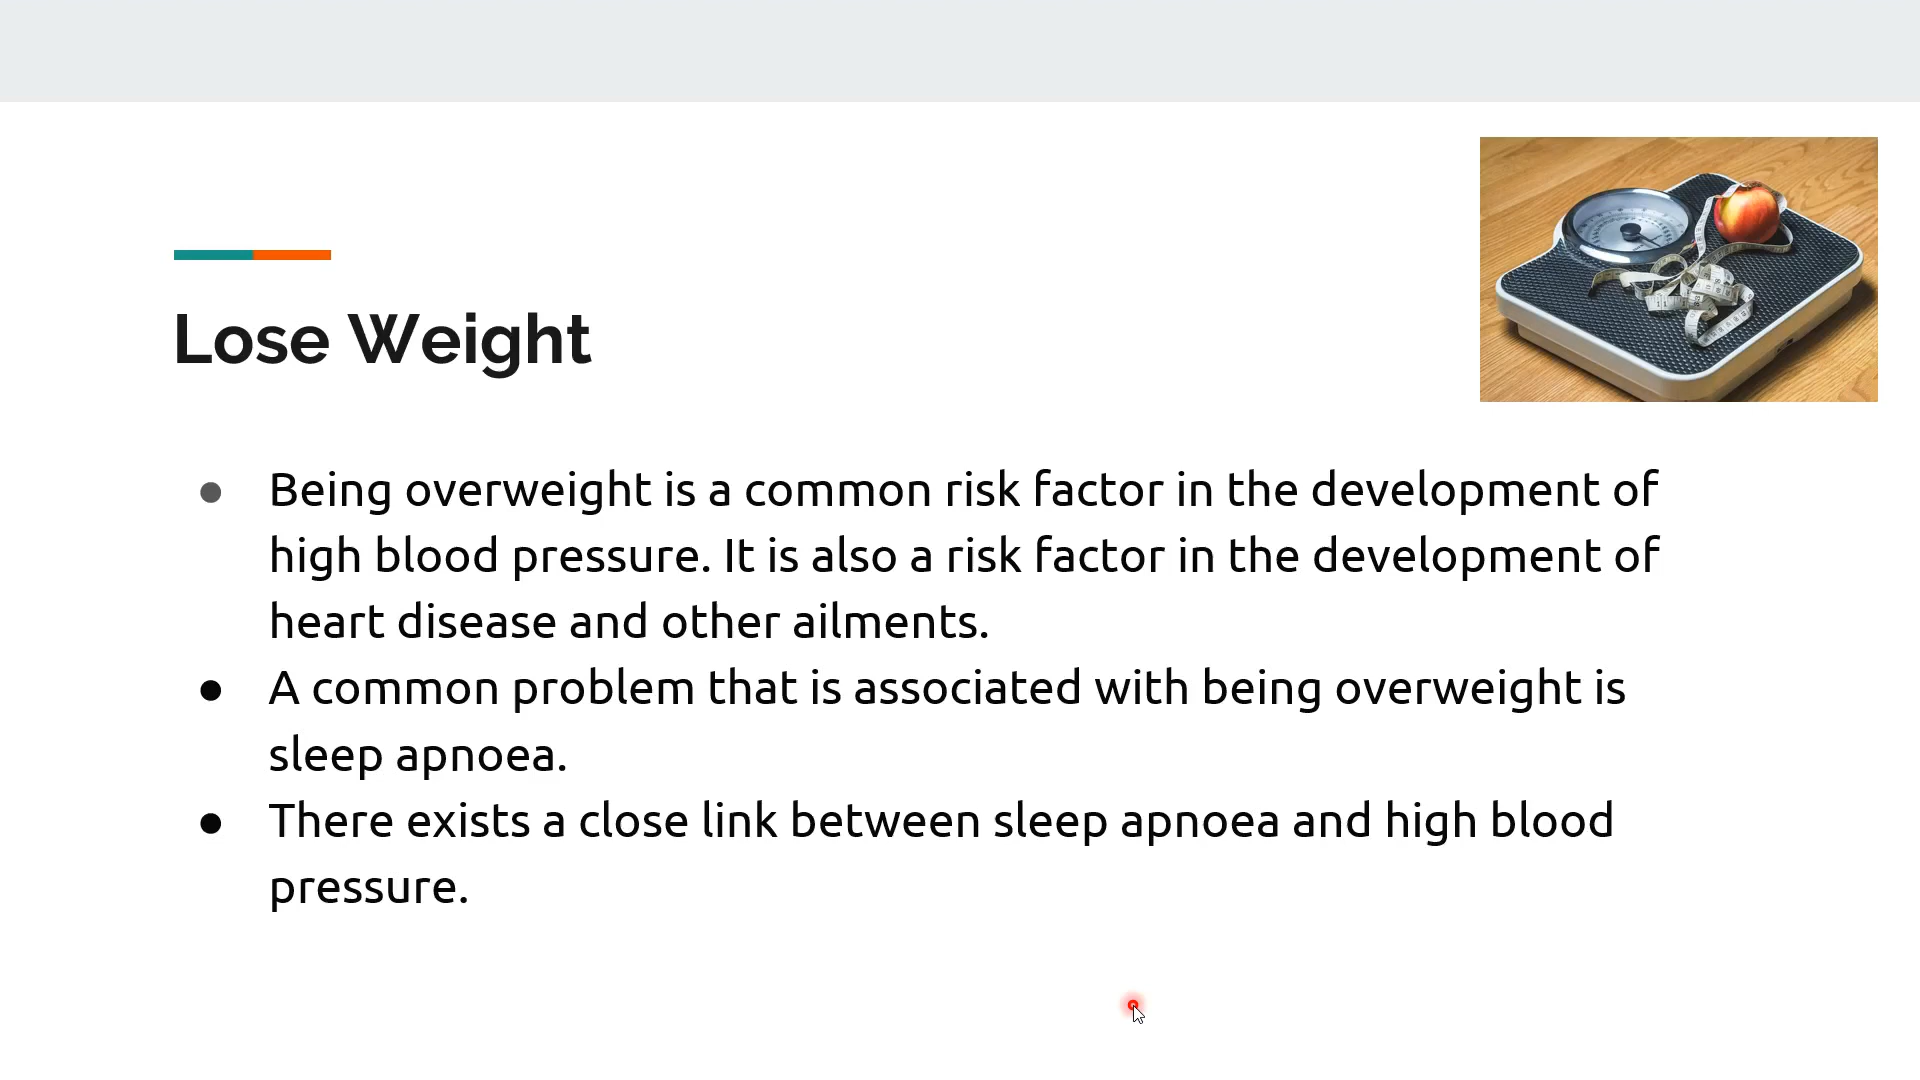 Lose Weight
● Being overweight is a common risk factor in the development of
high blood pressure. It is also a risk factor in the development of
heart disease and other ailments.
● A common problem that is associated with being overweight is
sleep apnoea.
● There exists a close link between sleep apnoea and high blood
pressure.